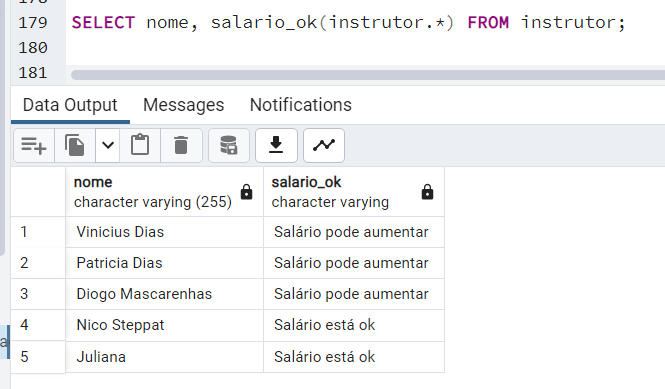 179 SELECT nome, salario_ok(instrutor.*) FROM instrutor;
180
181
Data Output Messages Notifications
nome salario_ok
character varying (255) character varying
1 Vinicius Dias Salário pode aumentar
2 Patricia Dias Salário pode aumentar
3 Diogo Mascarenhas Salário pode aumentar
4 Nico Steppat Salário está ok
5 Juliana Salário está ok